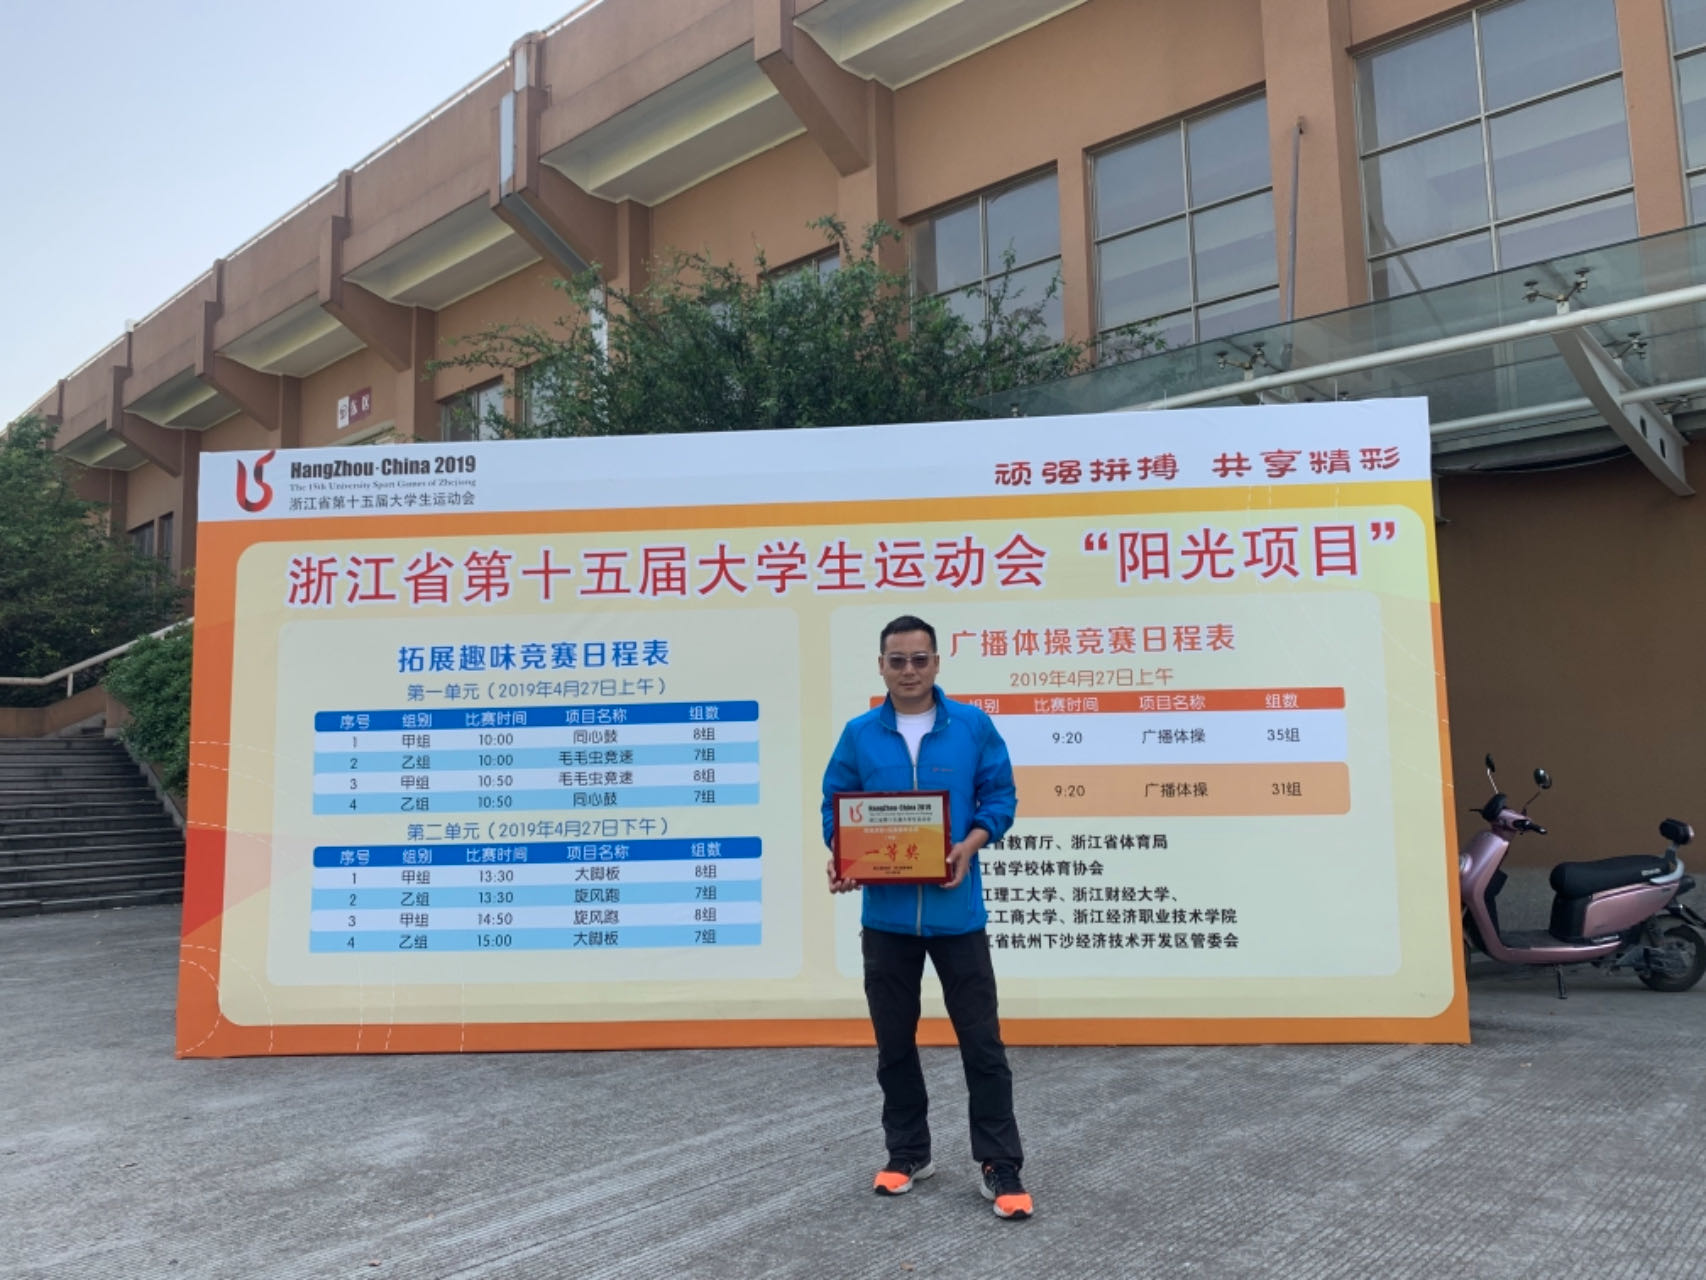 东区
HangZhou·China 2019
The 15th University Sport Games of Zhejiang
浙江省第十五届大学生运动会
顽强拼搏 共享精彩
浙江省第十五届大学生运动会“阳光项目”
拓展趣味竞赛日程表
第一单元（2019年4月27日上午）
序号 组别 比赛时间 项目名称 组数
1 甲组 10:00 同心鼓 8组
2 乙组 10:00 毛毛虫竞速 7组
3 甲组 10:50 毛毛虫竞速 8组
4 乙组 10:50 同心鼓 7组
第二单元（2019年4月27日下午）
序号 组别 比赛时间 项目名称 组数
1 甲组 13:30 大脚板 8组
2 乙组 13:30 旋风跑 7组
3 甲组 14:50 旋风跑 8组
4 乙组 15:00 大脚板 7组
广播体操竞赛日程表
2019年4月27日上午
组别 比赛时间 项目名称 组数
9:20 广播体操 35组
9:20 广播体操 31组
省教育厅、浙江省体育局
江省学校体育协会
江理工大学、浙江财经大学、
工商大学、浙江经济职业技术学院
省杭州下沙经济技术开发区管委会
HangZhou·China 2019
浙江省第十五届大学生运动会
一等奖